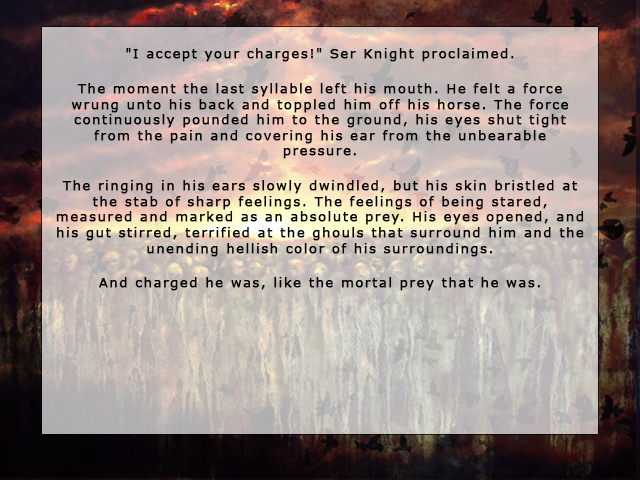 "I accept your charges!" Ser Knight proclaimed.
The moment the last syllable left his mouth. He felt a force
wrung unto his back and toppled him off his horse. The force
continuously pounded him to the ground, his eyes shut tight
from the pain and covering his ear from the unbearable
pressure.
The ringing in his ears slowly dwindled, but his skin bristled at
the stab of sharp feelings. The feelings of being stared,
measured and marked as an absolute prey. His eyes opened, and
his gut stirred, terrified at the ghouls that surround him and the
unending hellish color of his surroundings.
And charged he was, like the mortal prey that he was.